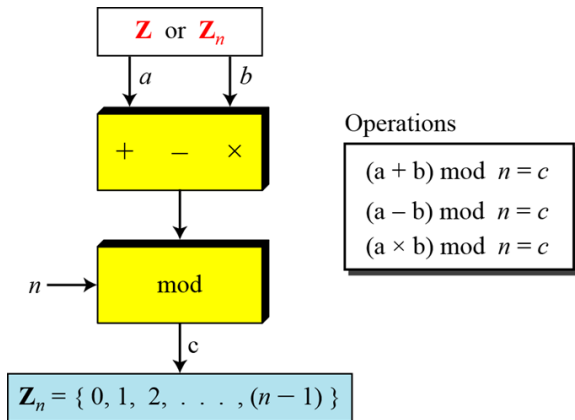 Z or Zn
a b
+ – ×
Operations
(a + b) mod n = c
(a – b) mod n = c
(a × b) mod n = c
n
mod
c
Zn = { 0, 1, 2, . . . , (n – 1) }